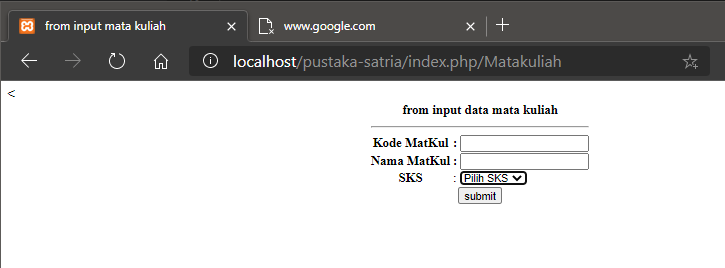 from input mata kuliah
www.google.com
localhost/pustaka-satria/index.php/Matakuliah
<
from input data mata kuliah
Kode MatKul :
Nama MatKul :
SKS : Pilih SKS
submit